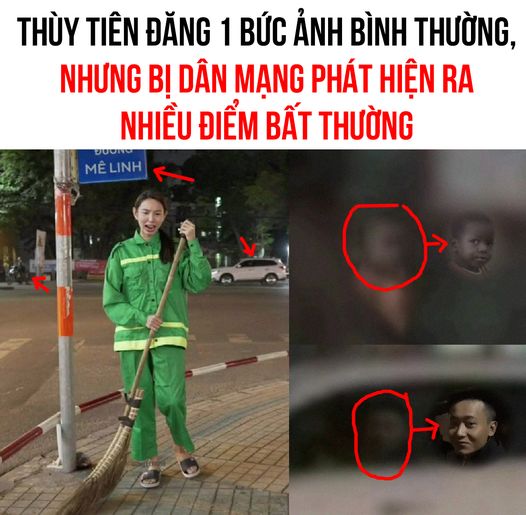 THÙY TIÊN ĐĂNG 1 BỨC ẢNH BÌNH THƯỜNG,
NHƯNG BỊ DÂN MẠNG PHÁT HIỆN RA
NHIỀU ĐIỂM BẤT THƯỜNG
ĐƯỜNG
MÊ LINH